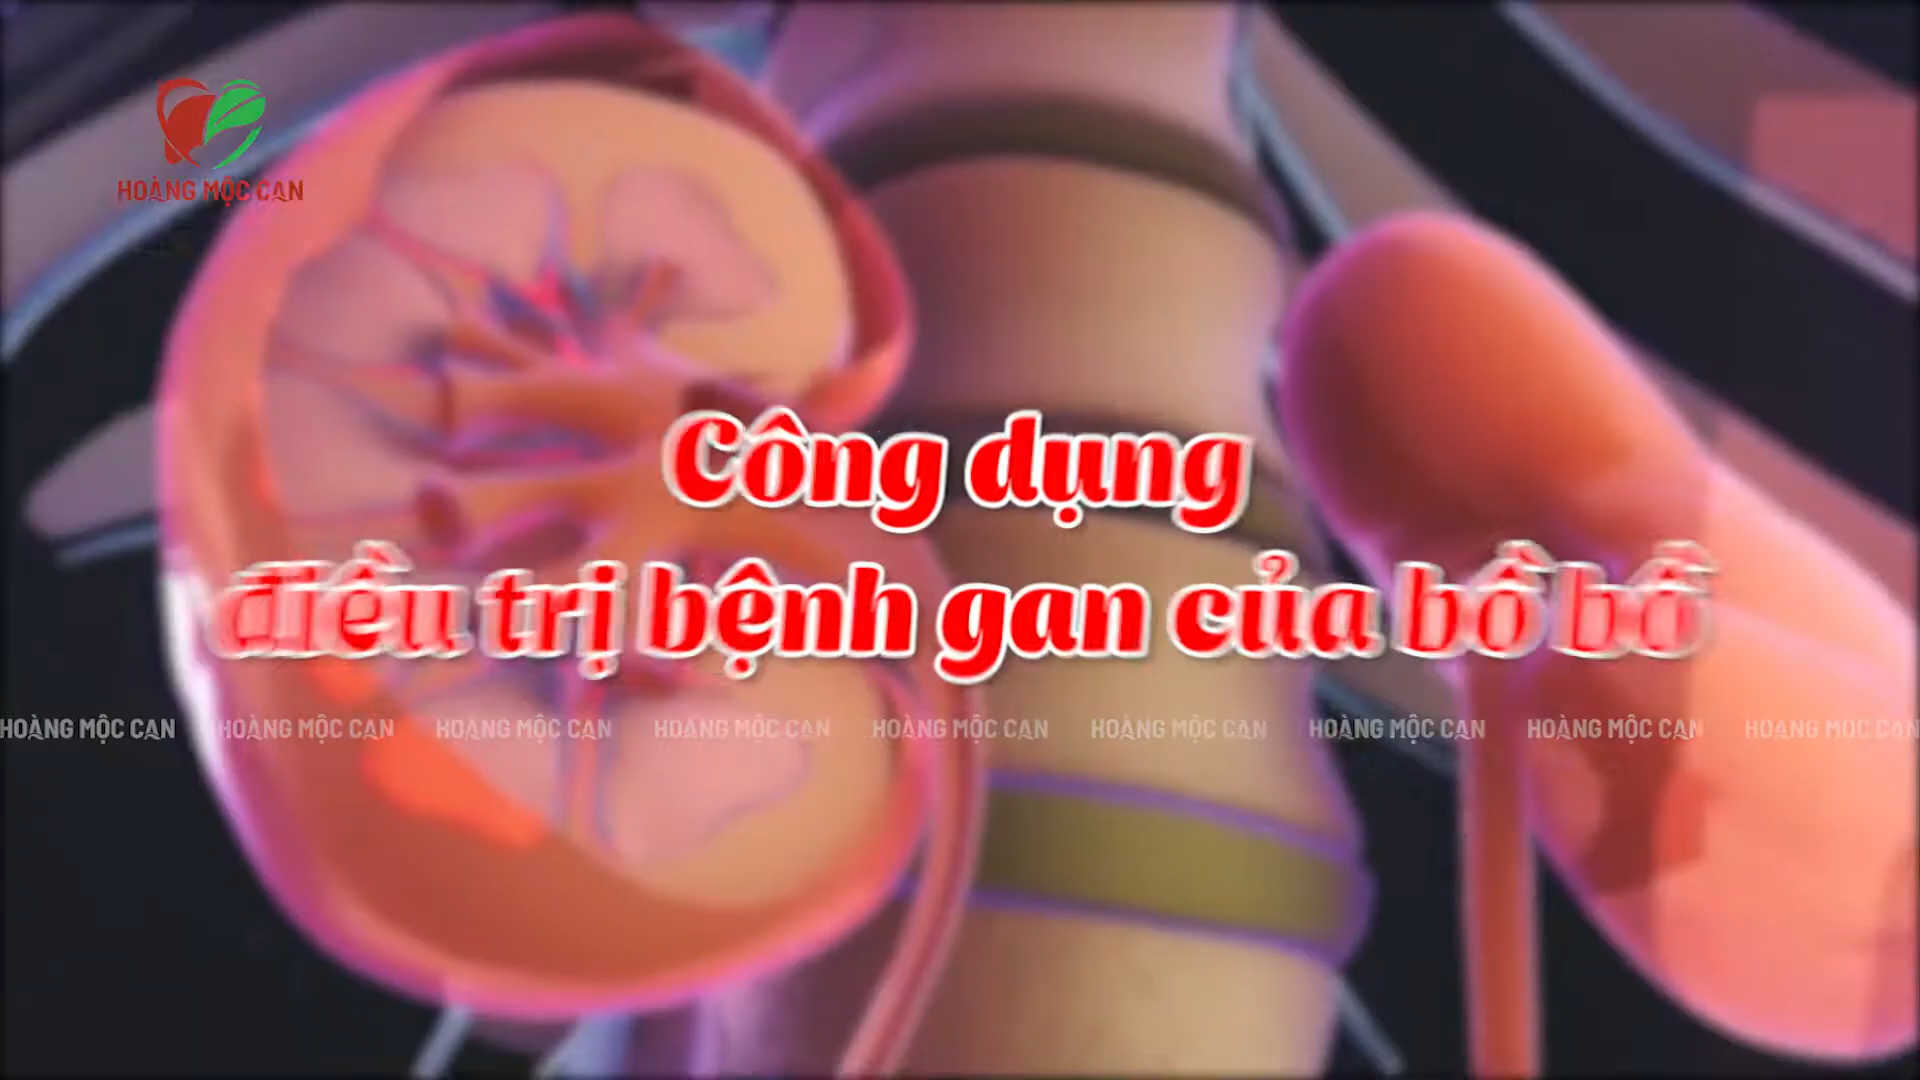 HOÀNG MỘC CAN
Công dụng
điều trị bệnh gan của bồ bồ
HOÀNG MỘC CAN HOÀNG MỘC CAN HOÀNG MỘC CAN HOÀNG MỘC CAN HOÀNG MỘC CAN HOÀNG MỘC CAN HOÀNG MỘC CAN HOÀNG MỘC CAN HOÀNG MỘC CAN